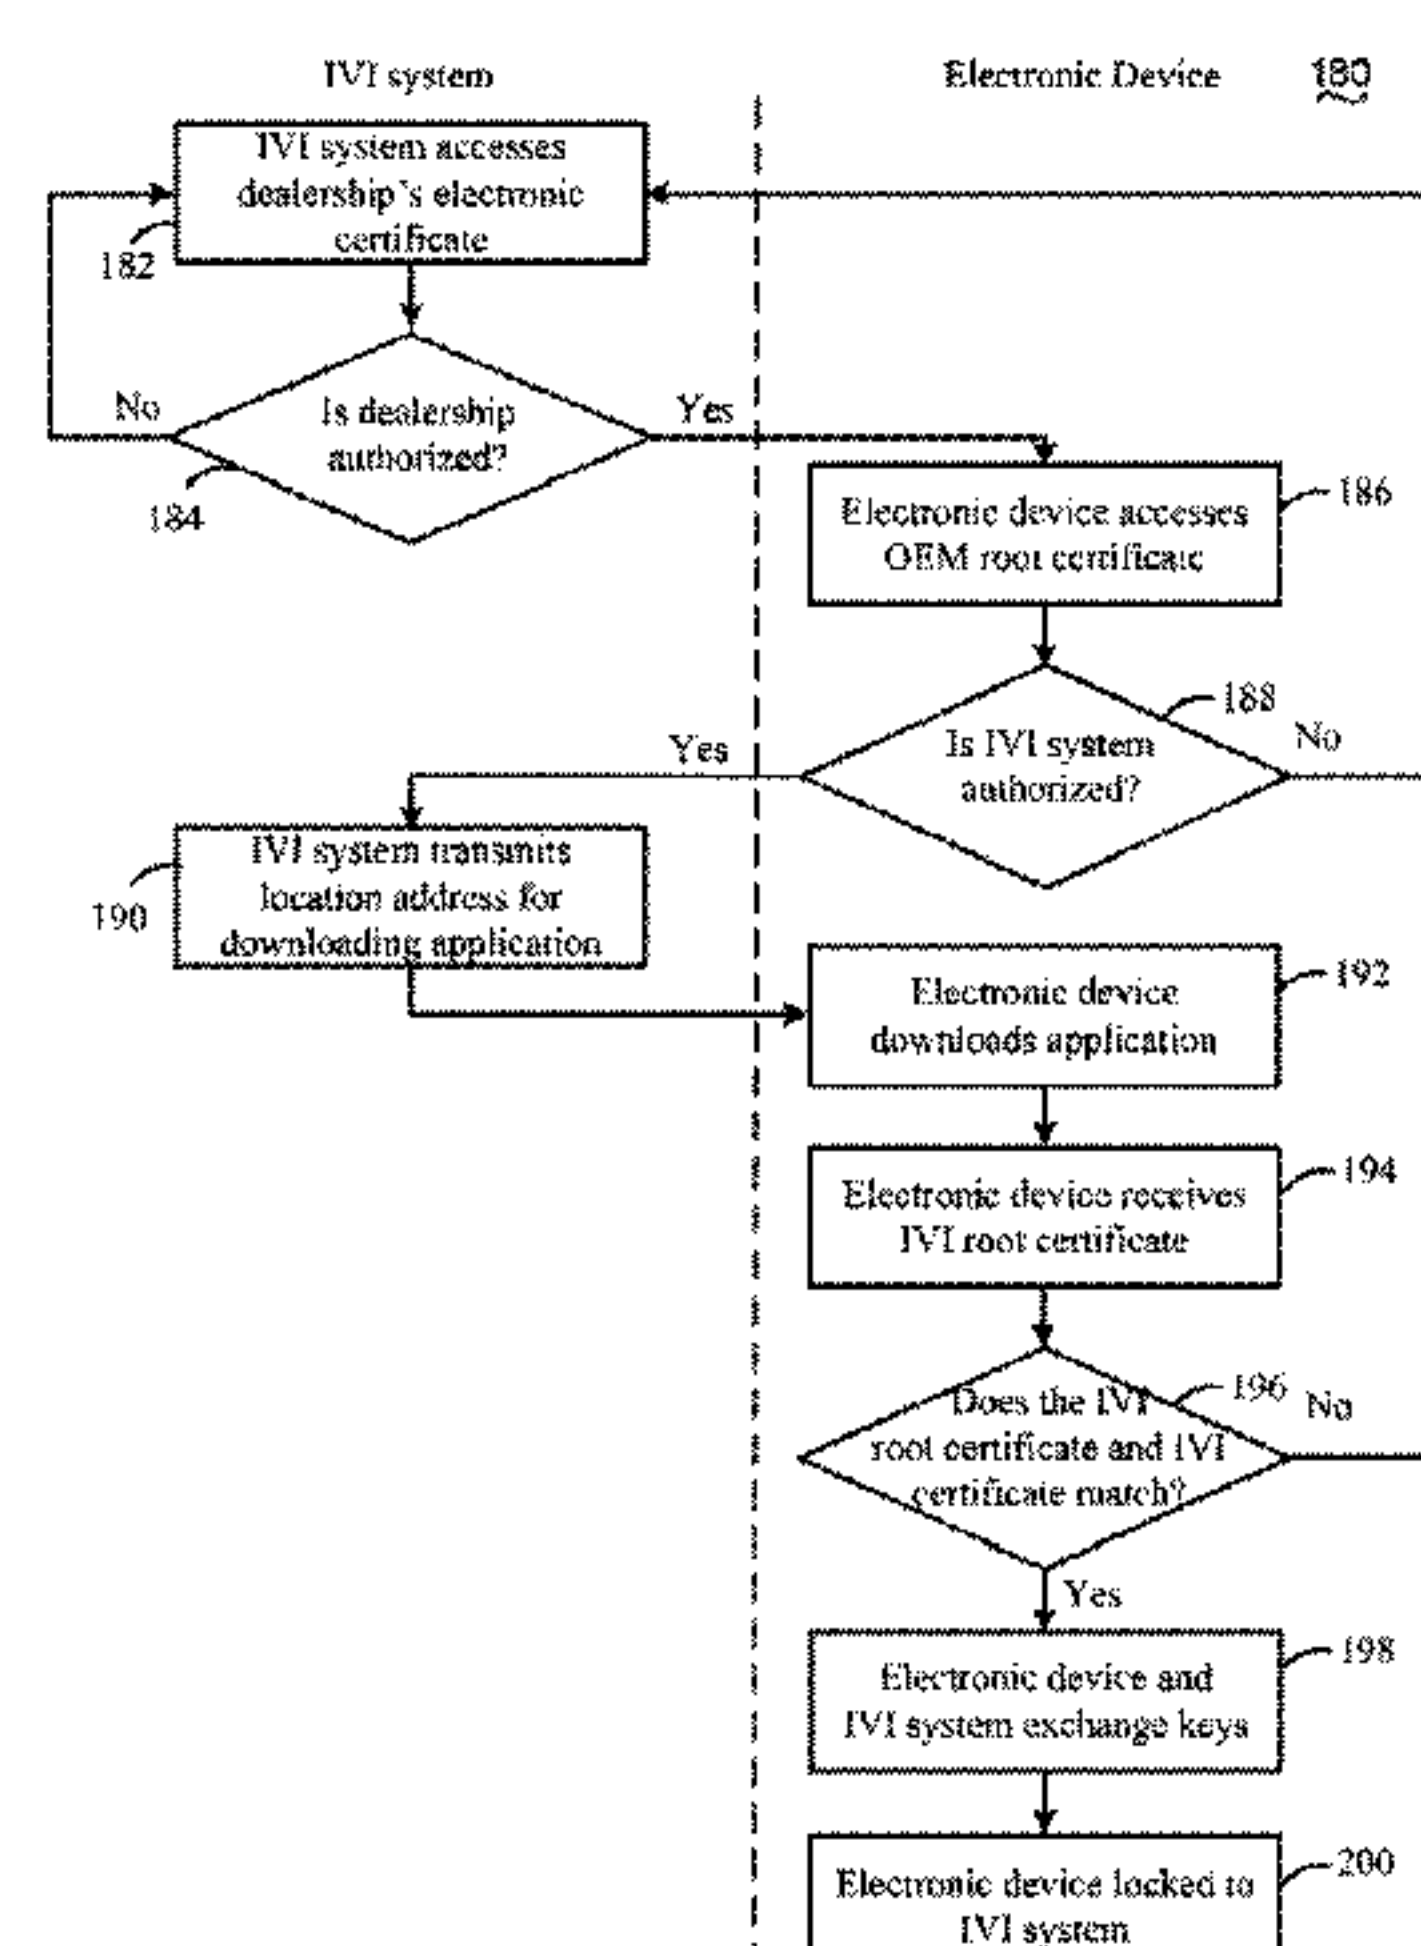 IVI system
Electronic Device
180
IVI system accesses
dealership's electronic
certificate
182
Is dealership
authorized?
No
Yes
184
Electronic device accesses
OEM root certificate
186
Is IVI system
authorized?
188
No
Yes
IVI system transmits
location address for
downloading application
190
Electronic device
downloads application
192
Electronic device receives
IVI root certificate
194
Does the IVI
root certificate and IVI
certificate match?
196
No
Yes
Electronic device and
IVI system exchange keys
198
Electronic device locked to
IVI system
200